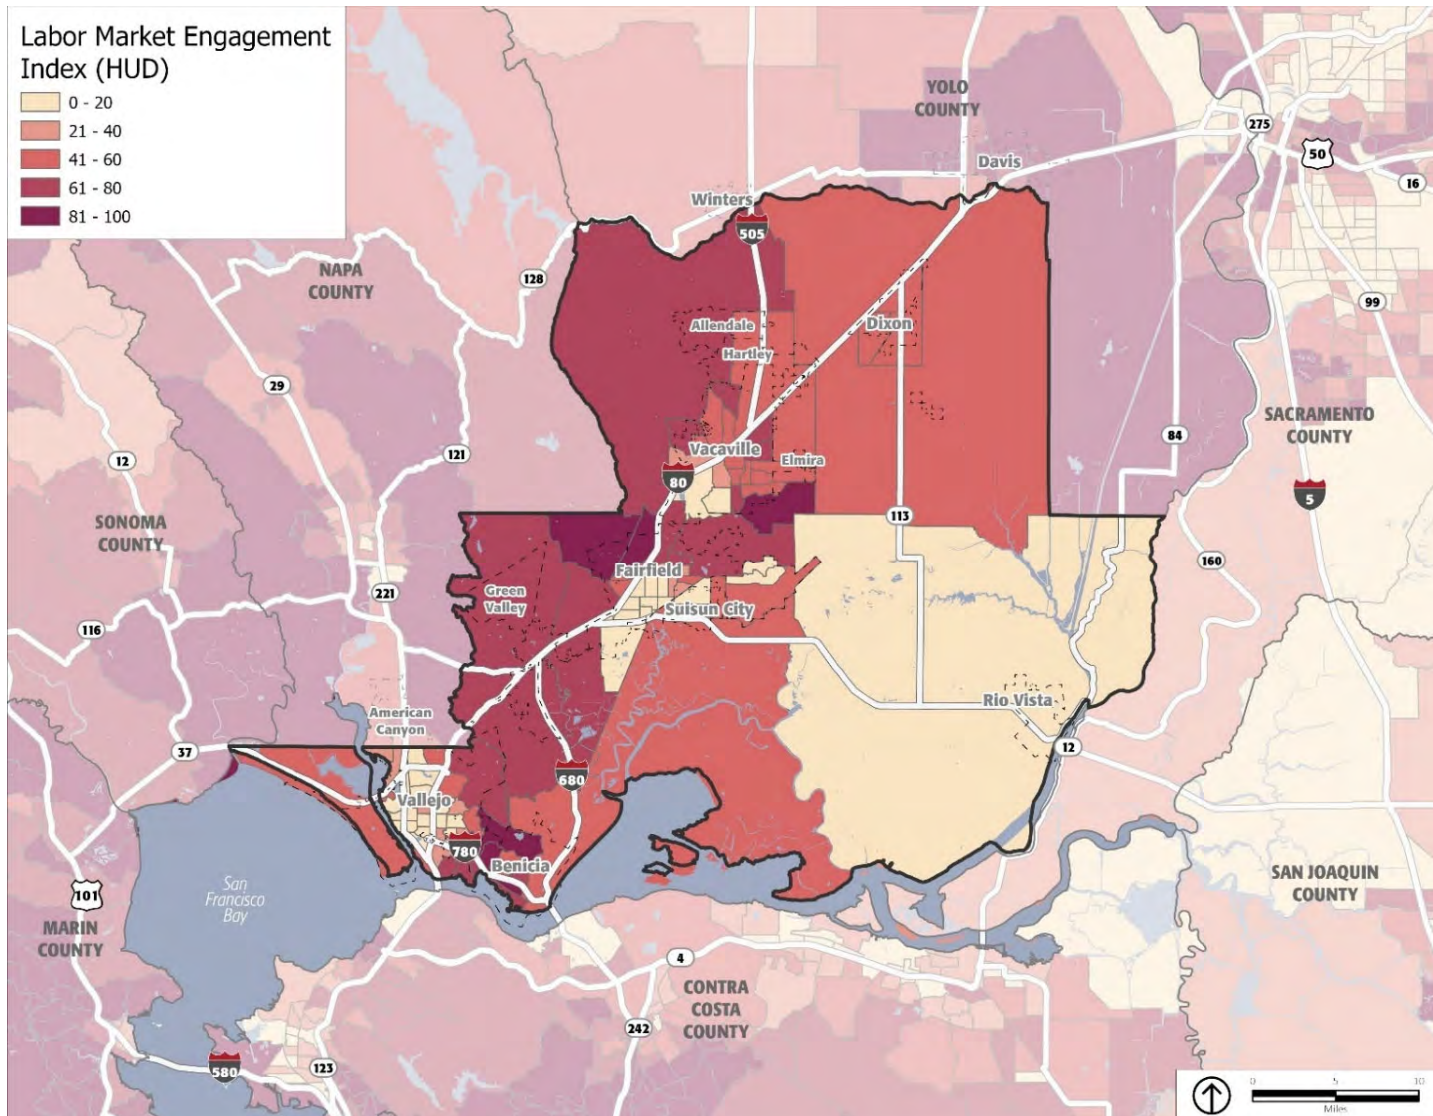 Labor Market Engagement
Index (HUD)
0 - 20
21 - 40
41 - 60
61 - 80
81 - 100
YOLO
COUNTY
275
50
Davis
16
Winters
505
NAPA
COUNTY
128
99
Allendale
Dixon
Hartley
29
SACRAMENTO
COUNTY
84
12
121
Vacaville
Elmira
80
5
113
SONOMA
COUNTY
160
Fairfield
221
Green
Valley
Suisun City
116
Rio Vista
American
Canyon
37
12
680
Vallejo
780
Benicia
San
Francisco
Bay
101
SAN JOAQUIN
COUNTY
MARIN
COUNTY
4
CONTRA
COSTA
COUNTY
242
123
580
0 5 10
Miles